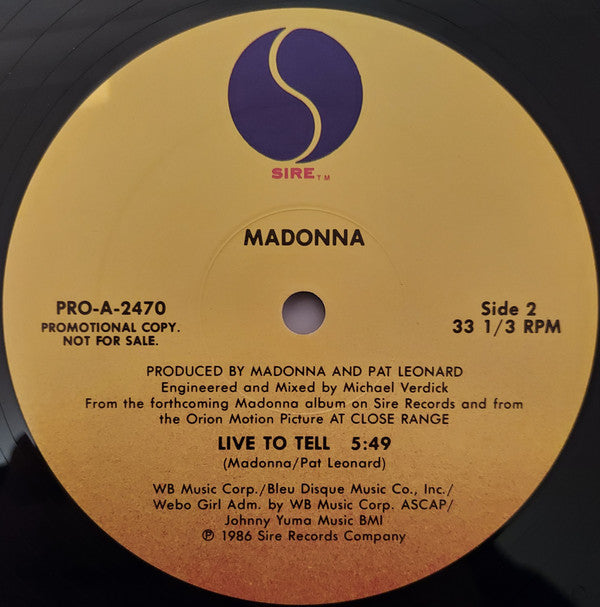 SIRE™
MADONNA
PRO-A-2470
PROMOTIONAL COPY.
NOT FOR SALE.
Side 2
33 1/3 RPM
PRODUCED BY MADONNA AND PAT LEONARD
Engineered and Mixed by Michael Verdick
From the forthcoming Madonna album on Sire Records and from
the Orion Motion Picture AT CLOSE RANGE
LIVE TO TELL 5:49
(Madonna/Pat Leonard)
WB Music Corp./Bleu Disque Music Co., Inc./
Webo Girl Adm. by WB Music Corp. ASCAP/
Johnny Yuma Music BMI
℗ 1986 Sire Records Company